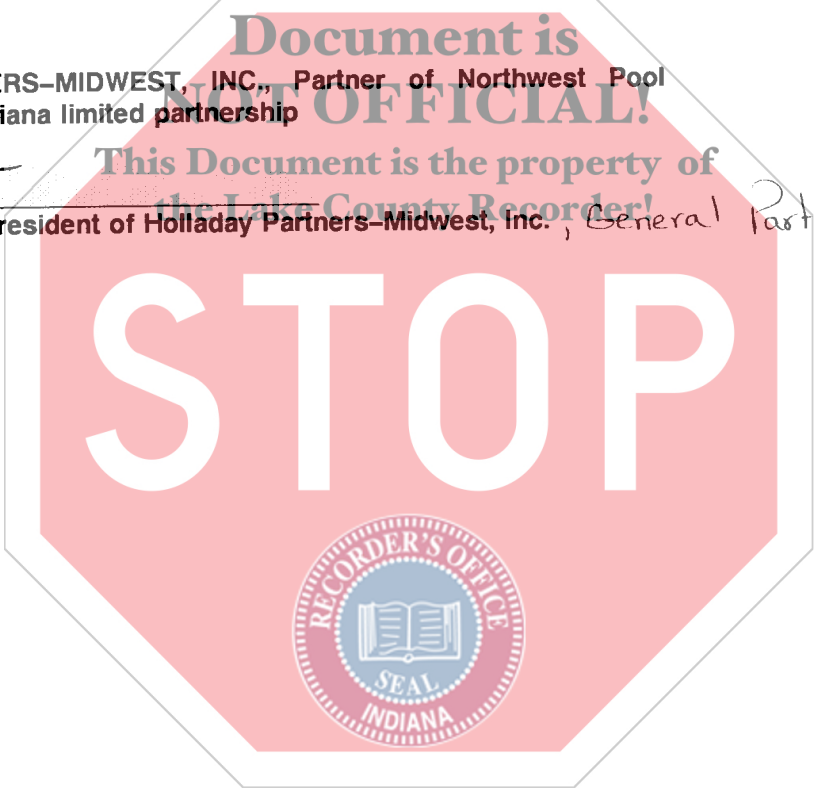 Document is
ERS–MIDWEST, INC., Partner of Northwest Pool
NOT OFFICIAL!
iana limited partnership
This Document is the property of
the Lake County Recorder!
resident of Holladay Partners–Midwest, Inc. , General Part
STOP
RECORDER'S OFFICE
SEAL
INDIANA